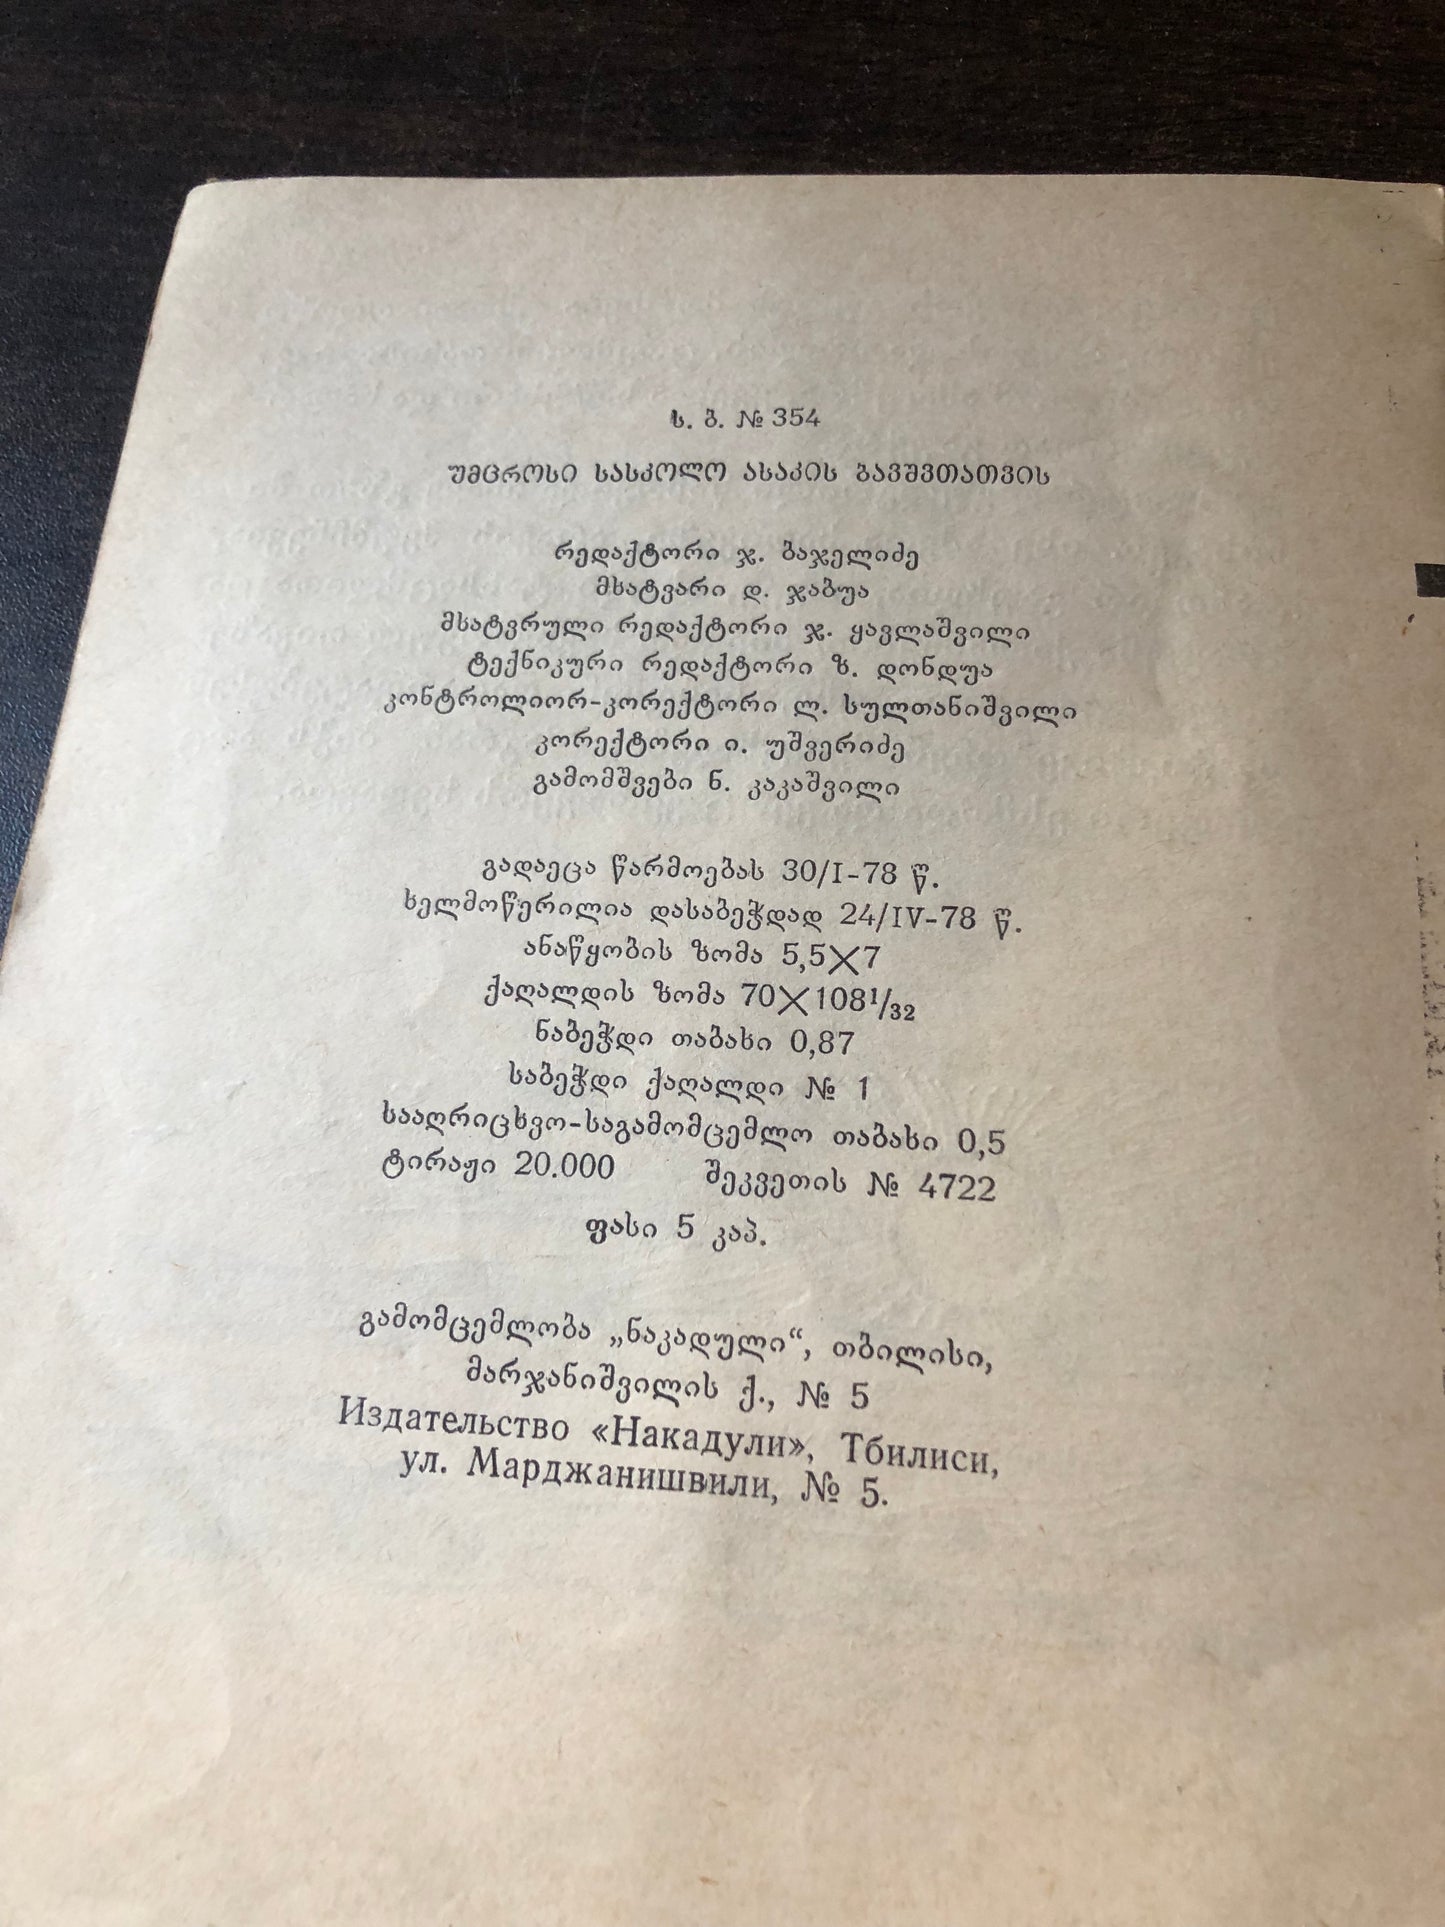 ს. ბ. № 354
უმცროსი სასკოლო ასაკის ბავშვთათვის
რედაქტორი ჯ. ბაჯელიძე
მხატვარი დ. ჯაბუა
მხატვრული რედაქტორი ჯ. ყავლაშვილი
ტექნიკური რედაქტორი ზ. დონდუა
კონტროლიორ-კორექტორი ლ. სულთანიშვილი
კორექტორი ი. უშვერიძე
გამომშვები ნ. კაკაშვილი
გადაეცა წარმოებას 30/I-78 წ.
ხელმოწერილია დასაბეჭდად 24/IV-78 წ.
ანაწყობის ზომა 5,5×7
ქაღალდის ზომა 70×108¹/₃₂
ნაბეჭდი თაბახი 0,87
საბეჭდი ქაღალდი № 1
სააღრიცხვო-საგამომცემლო თაბახი 0,5
ტირაჟი 20.000 შეკვეთის № 4722
ფასი 5 კაპ.
გამომცემლობა „ნაკადული“, თბილისი,
მარჯანიშვილის ქ., № 5
Издательство «Накадули», Тбилиси,
ул. Марджанишвили, № 5.